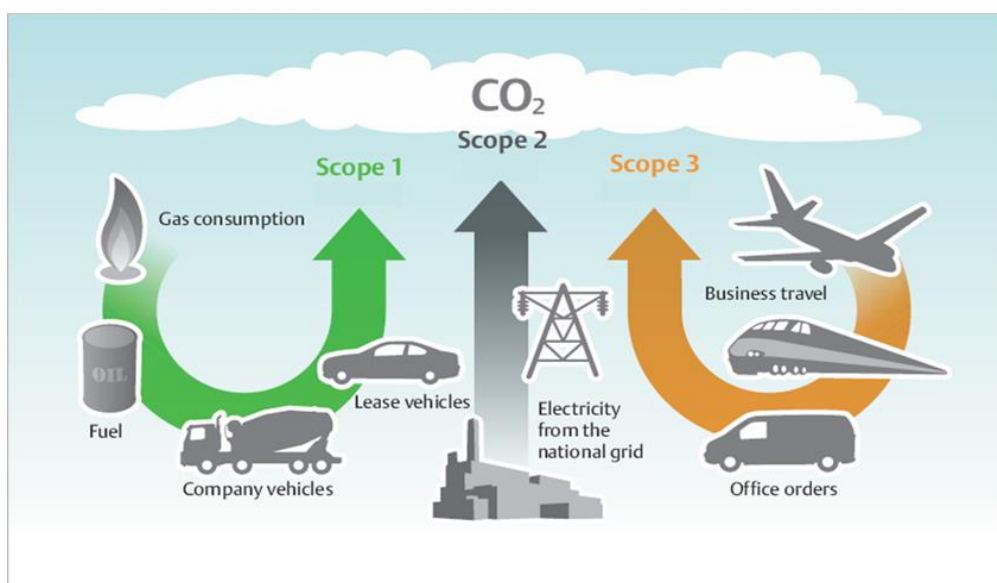 CO₂
Scope 2
Scope 1
Scope 3
Gas consumption
Business travel
OIL
Lease vehicles
Fuel
Electricity
from the
national grid
Company vehicles
Office orders